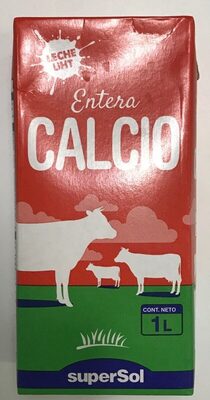 LECHE
UHT
Entera
CALCIO
CONT. NETO
1L
superSol